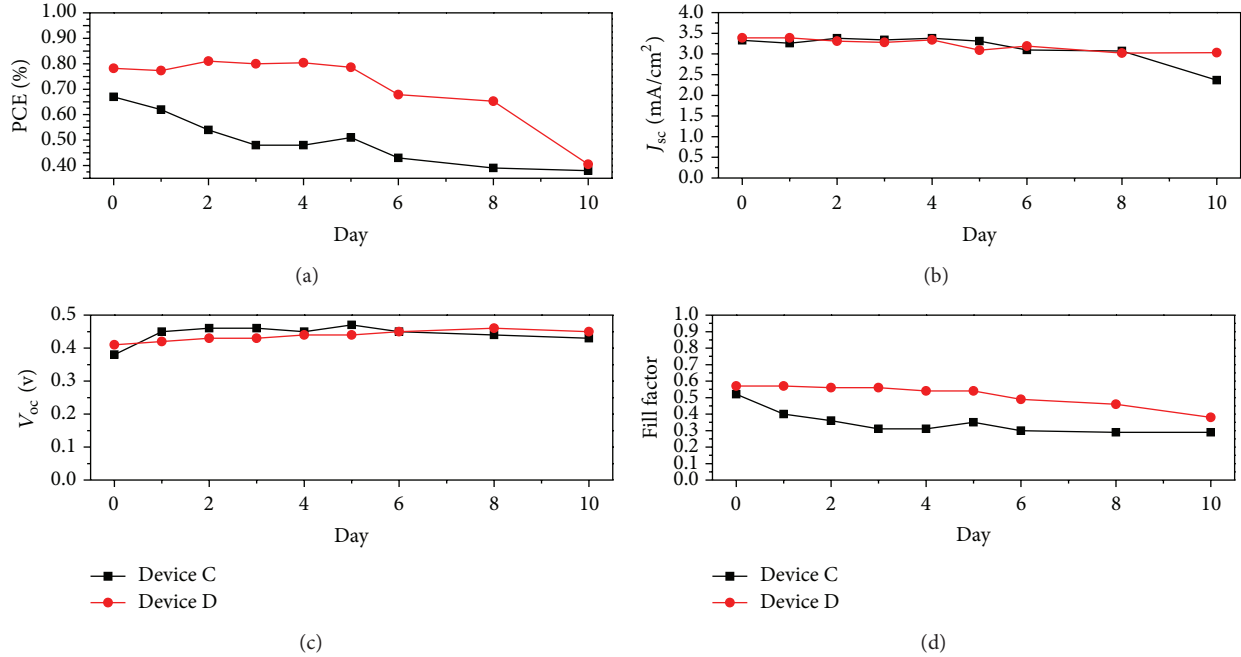 1.00
0.90
0.80
0.70
0.60
0.50
0.40
PCE (%)
0 2 4 6 8 10
Day
(a)
4.0
3.5
3.0
2.5
2.0
1.5
1.0
0.5
0.0
J_sc (mA/cm²)
0 2 4 6 8 10
Day
(b)
0.5
0.4
0.3
0.2
0.1
0.0
V_oc (v)
0 2 4 6 8 10
Day
Device C
Device D
(c)
1.0
0.9
0.8
0.7
0.6
0.5
0.4
0.3
0.2
0.1
0.0
Fill factor
0 2 4 6 8 10
Day
Device C
Device D
(d)